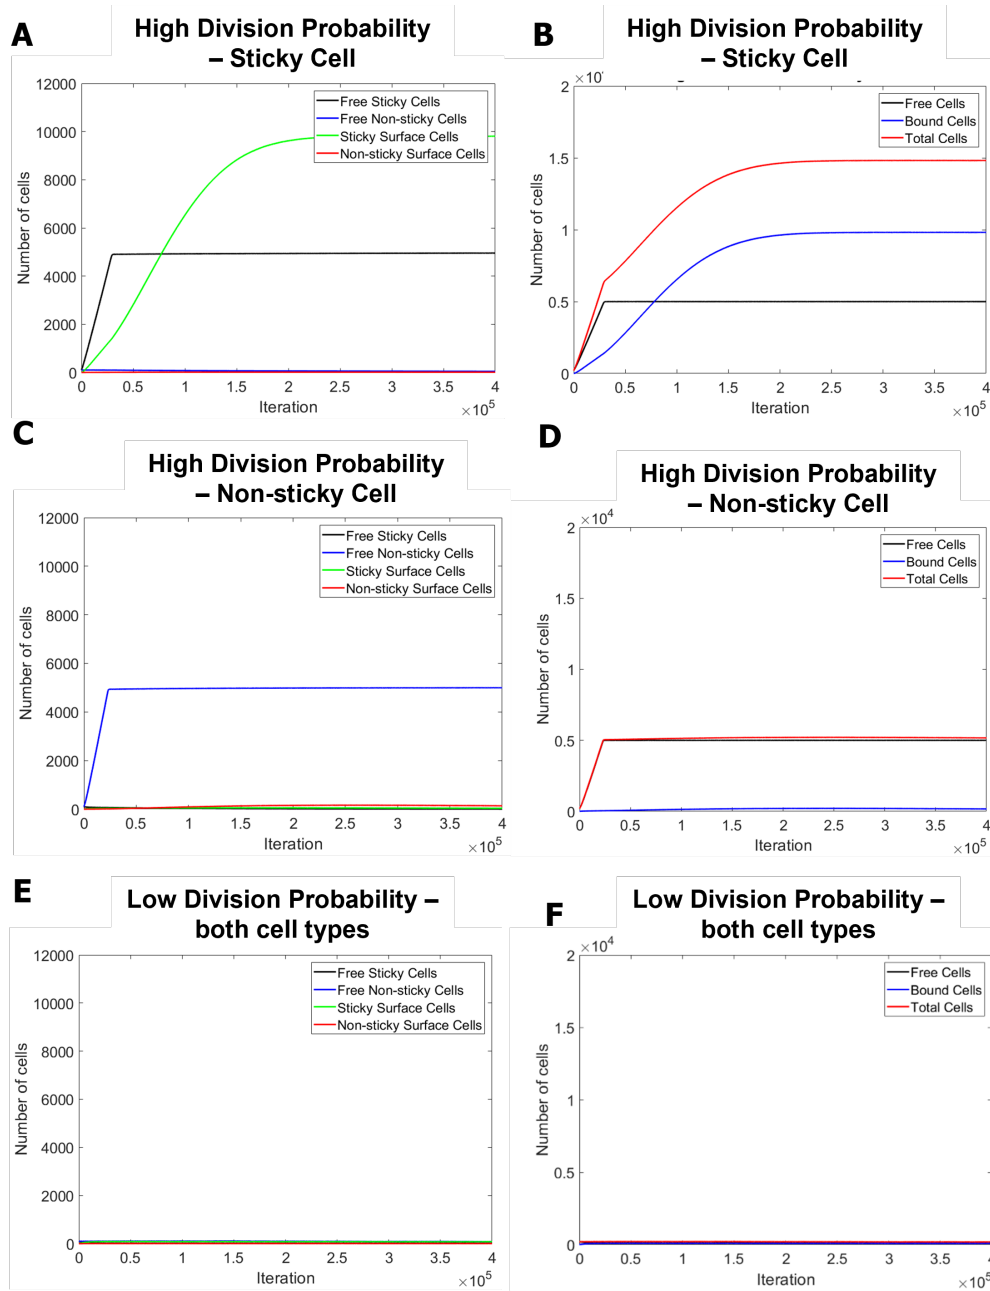 A
High Division Probability
– Sticky Cell
12000
10000
8000
6000
4000
2000
0
Number of cells
Free Sticky Cells
Free Non-sticky Cells
Sticky Surface Cells
Non-sticky Surface Cells
0 0.5 1 1.5 2 2.5 3 3.5 4
Iteration
×10⁵
B
High Division Probability
– Sticky Cell
2
1.5
1
0.5
0
Number of cells
Free Cells
Bound Cells
Total Cells
0 0.5 1 1.5 2 2.5 3 3.5 4
Iteration
×10⁵
C
High Division Probability
– Non-sticky Cell
12000
10000
8000
6000
4000
2000
0
Number of cells
Free Sticky Cells
Free Non-sticky Cells
Sticky Surface Cells
Non-sticky Surface Cells
0 0.5 1 1.5 2 2.5 3 3.5 4
Iteration
×10⁵
D
High Division Probability
– Non-sticky Cell
×10⁴
2
1.5
1
0.5
0
Number of cells
Free Cells
Bound Cells
Total Cells
0 0.5 1 1.5 2 2.5 3 3.5 4
Iteration
×10⁵
E
Low Division Probability –
both cell types
12000
10000
8000
6000
4000
2000
0
Number of cells
Free Sticky Cells
Free Non-sticky Cells
Sticky Surface Cells
Non-sticky Surface Cells
0 0.5 1 1.5 2 2.5 3 3.5 4
Iteration
×10⁵
F
Low Division Probability –
both cell types
×10⁴
2
1.5
1
0.5
0
Number of cells
Free Cells
Bound Cells
Total Cells
0 0.5 1 1.5 2 2.5 3 3.5 4
Iteration
×10⁵